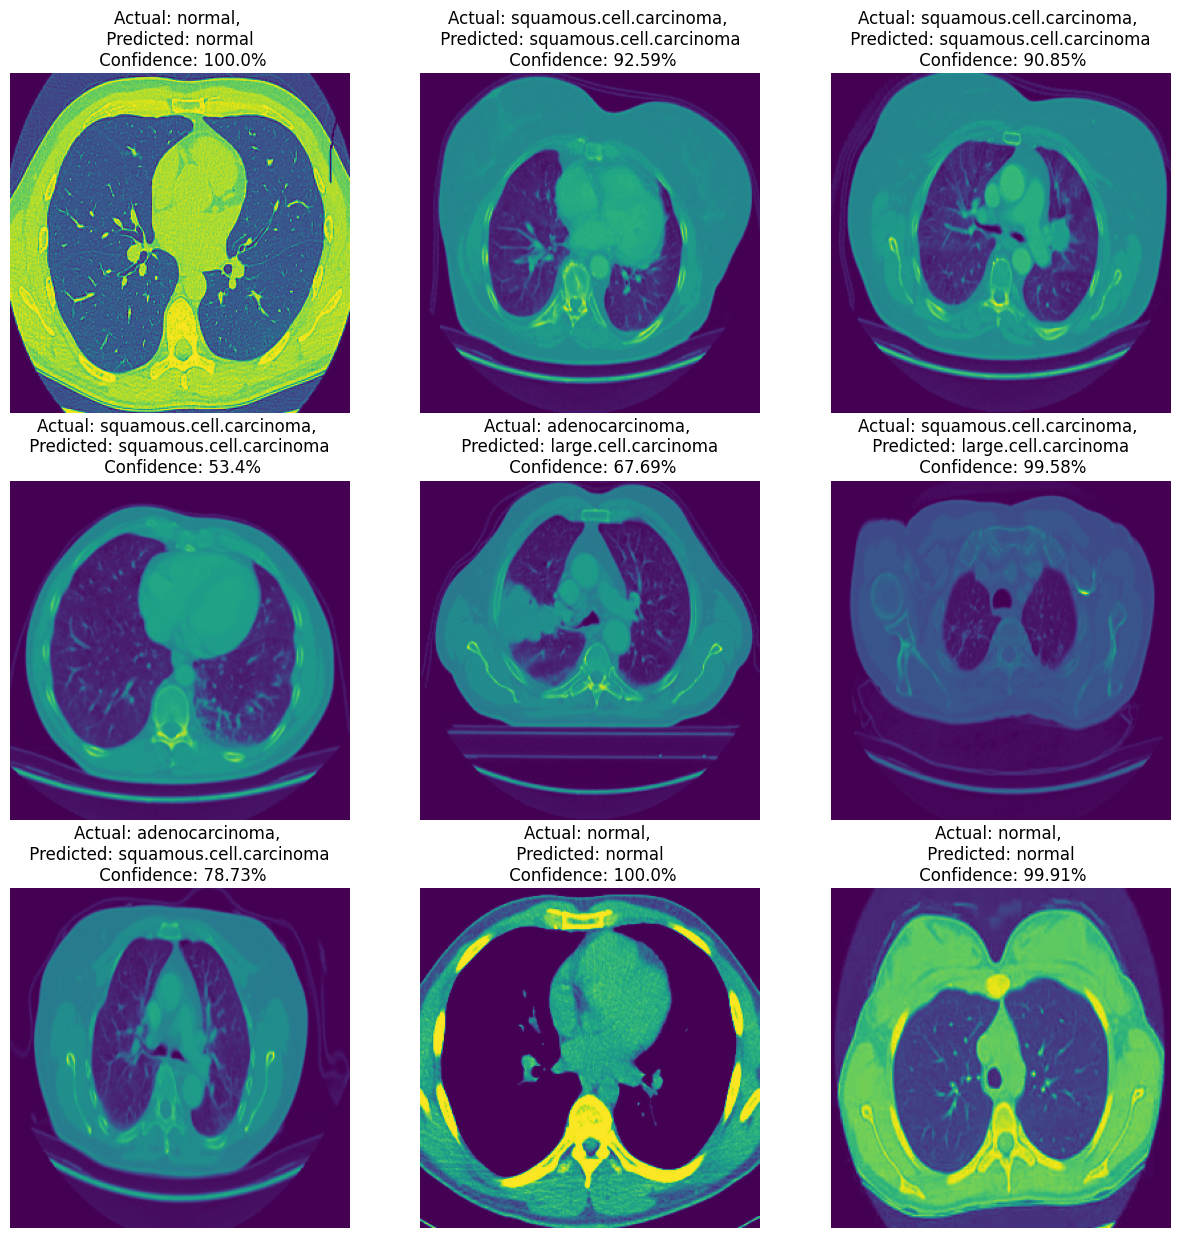 Actual: normal,
Predicted: normal
Confidence: 100.0%
Actual: squamous.cell.carcinoma,
Predicted: squamous.cell.carcinoma
Confidence: 92.59%
Actual: squamous.cell.carcinoma,
Predicted: squamous.cell.carcinoma
Confidence: 90.85%
Actual: squamous.cell.carcinoma,
Predicted: squamous.cell.carcinoma
Confidence: 53.4%
Actual: adenocarcinoma,
Predicted: large.cell.carcinoma
Confidence: 67.69%
Actual: squamous.cell.carcinoma,
Predicted: large.cell.carcinoma
Confidence: 99.58%
Actual: adenocarcinoma,
Predicted: squamous.cell.carcinoma
Confidence: 78.73%
Actual: normal,
Predicted: normal
Confidence: 100.0%
Actual: normal,
Predicted: normal
Confidence: 99.91%